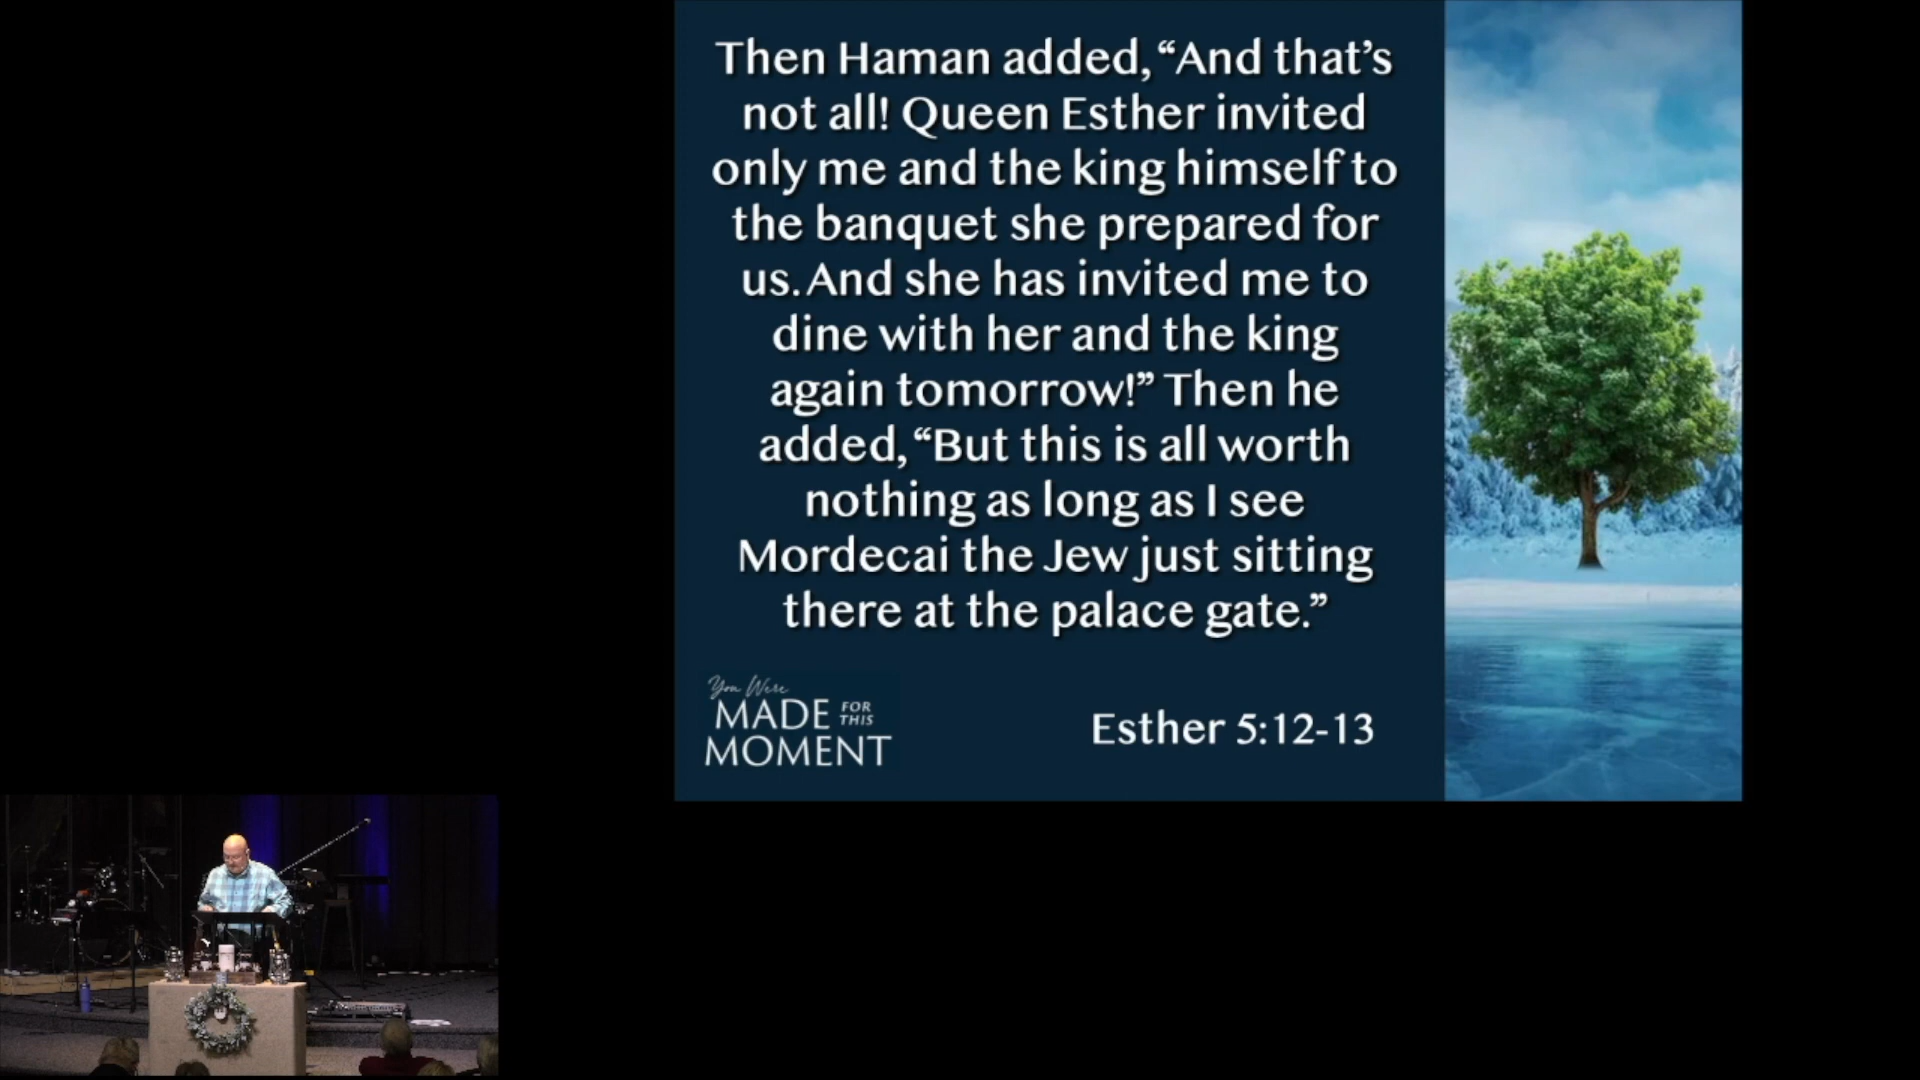 Then Haman added, “And that’s
not all! Queen Esther invited
only me and the king himself to
the banquet she prepared for
us. And she has invited me to
dine with her and the king
again tomorrow!” Then he
added, “But this is all worth
nothing as long as I see
Mordecai the Jew just sitting
there at the palace gate.”
You Were
MADE FOR THIS
MOMENT
Esther 5:12-13